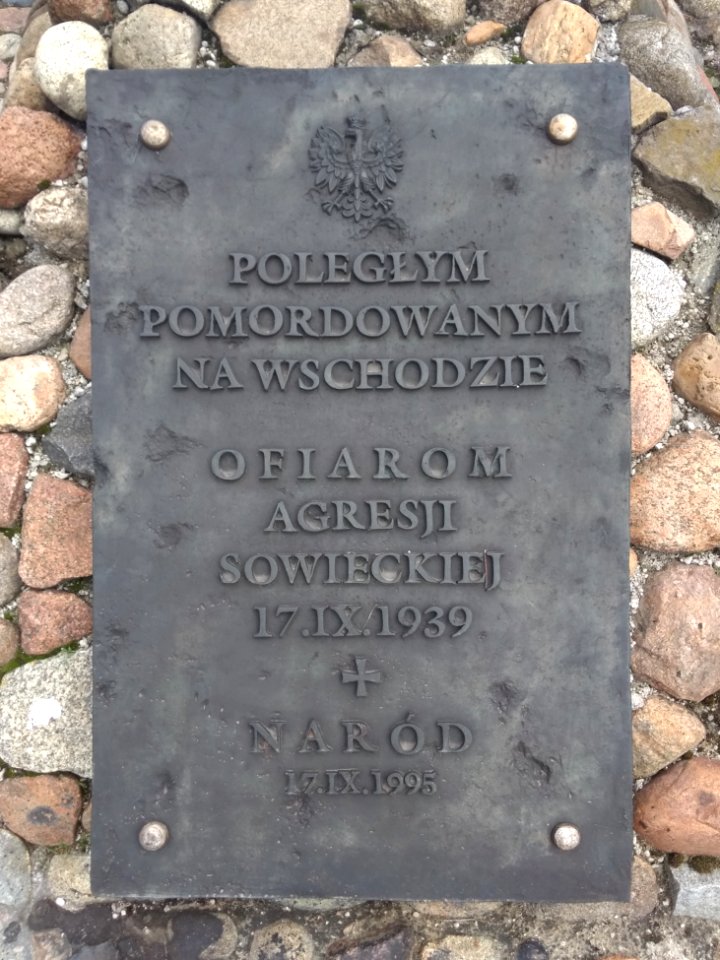 POLEGŁYM
POMORDOWANYM
NA WSCHODZIE
OFIAROM
AGRESJI
SOWIECKIEJ
17.IX.1939
NARÓD
17.IX.1995